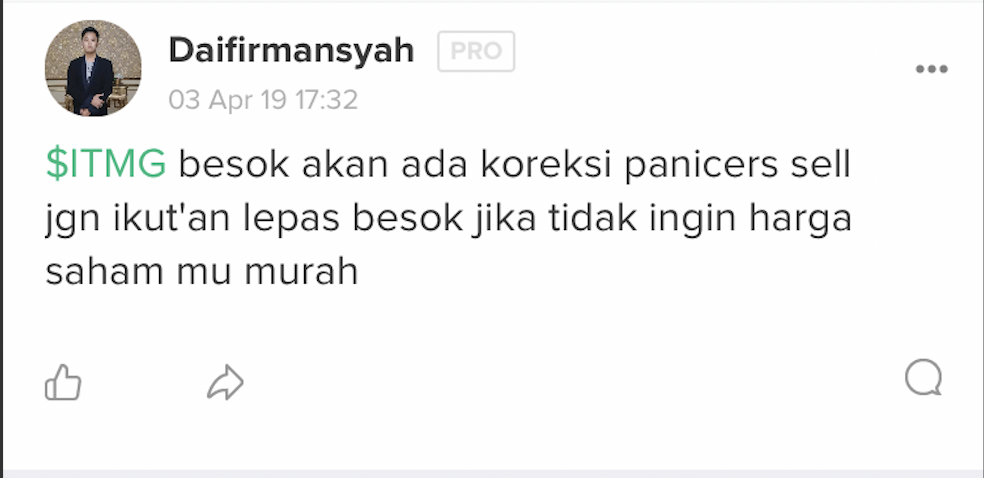 Daifirmansyah PRO
03 Apr 19 17:32
$ITMG besok akan ada koreksi panicers sell
jgn ikut'an lepas besok jika tidak ingin harga
saham mu murah